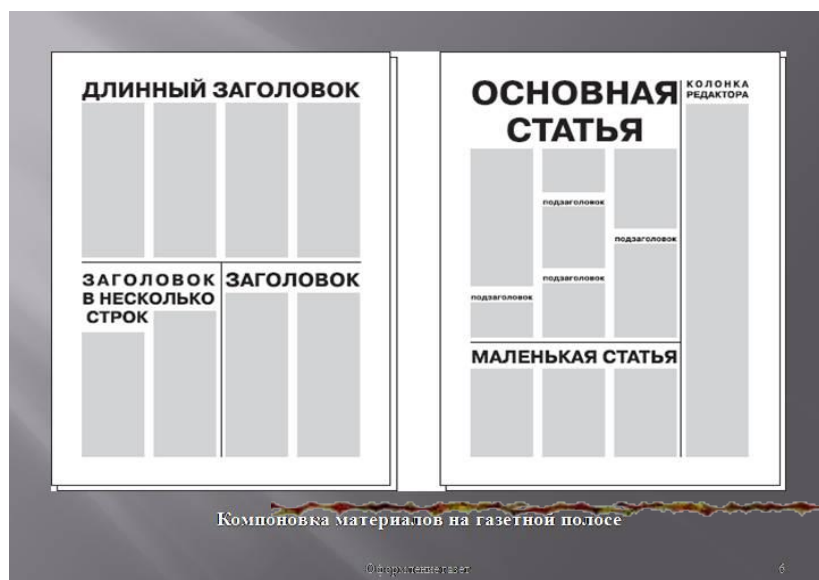 ДЛИННЫЙ ЗАГОЛОВОК
ЗАГОЛОВОК
В НЕСКОЛЬКО
СТРОК
ЗАГОЛОВОК
ОСНОВНАЯ
СТАТЬЯ
КОЛОНКА
РЕДАКТОРА
подзаголовок
подзаголовок
подзаголовок
подзаголовок
МАЛЕНЬКАЯ СТАТЬЯ
Компоновка материалов на газетной полосе
Оформление газет
6